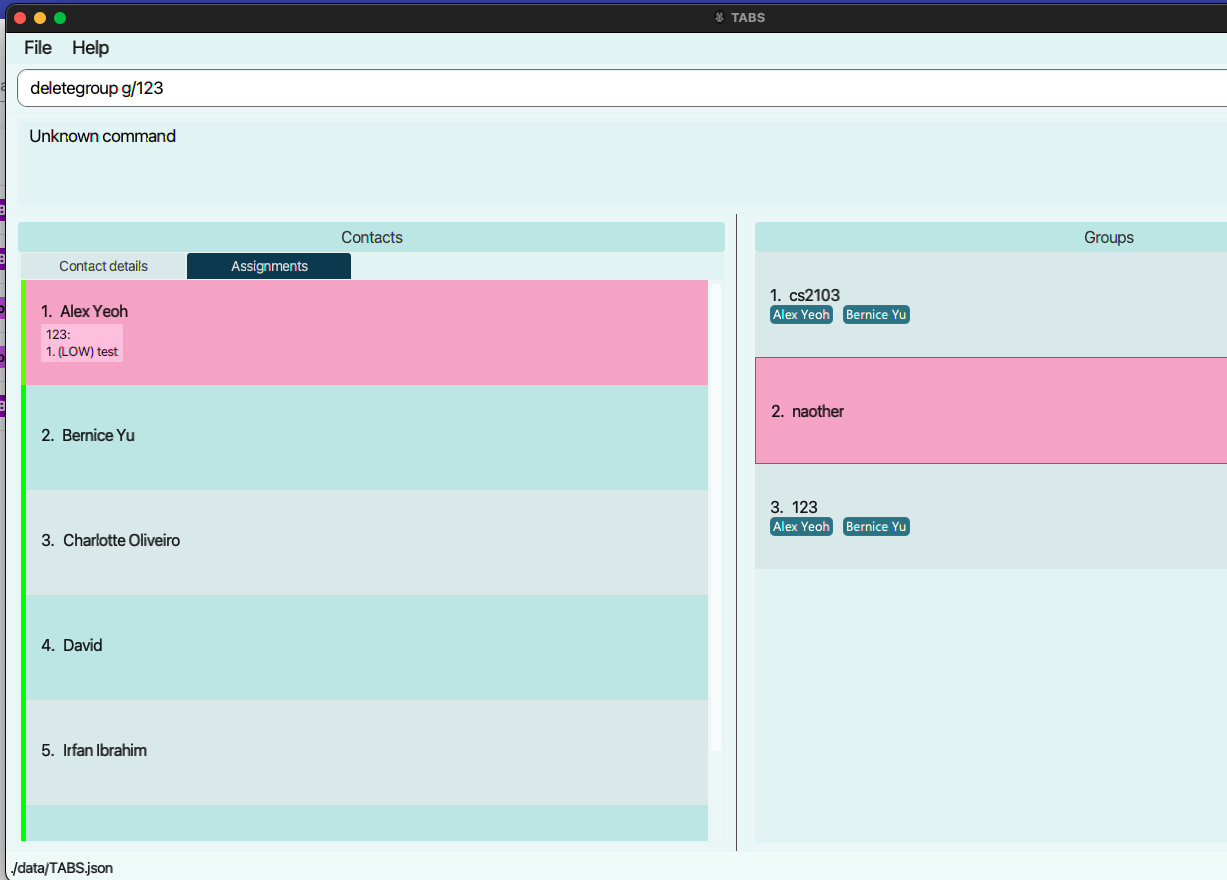 TABS
File Help
deletegroup g/123
Unknown command
Contacts
Contact details Assignments
1. Alex Yeoh
123:
1. (LOW) test
2. Bernice Yu
3. Charlotte Oliveiro
4. David
5. Irfan Ibrahim
Groups
1. cs2103
Alex Yeoh Bernice Yu
2. naother
3. 123
Alex Yeoh Bernice Yu
./data/TABS.json